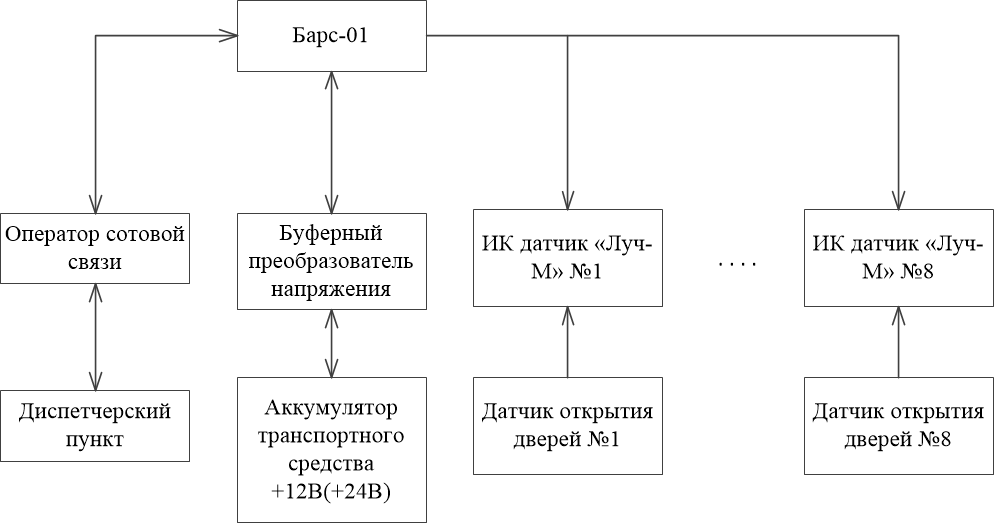 Барс-01
Оператор сотовой
связи
Буферный
преобразователь
напряжения
ИК датчик «Луч-
М» №1
. . . .
ИК датчик «Луч-
М» №8
Диспетчерский
пункт
Аккумулятор
транспортного
средства
+12В(+24В)
Датчик открытия
дверей №1
Датчик открытия
дверей №8